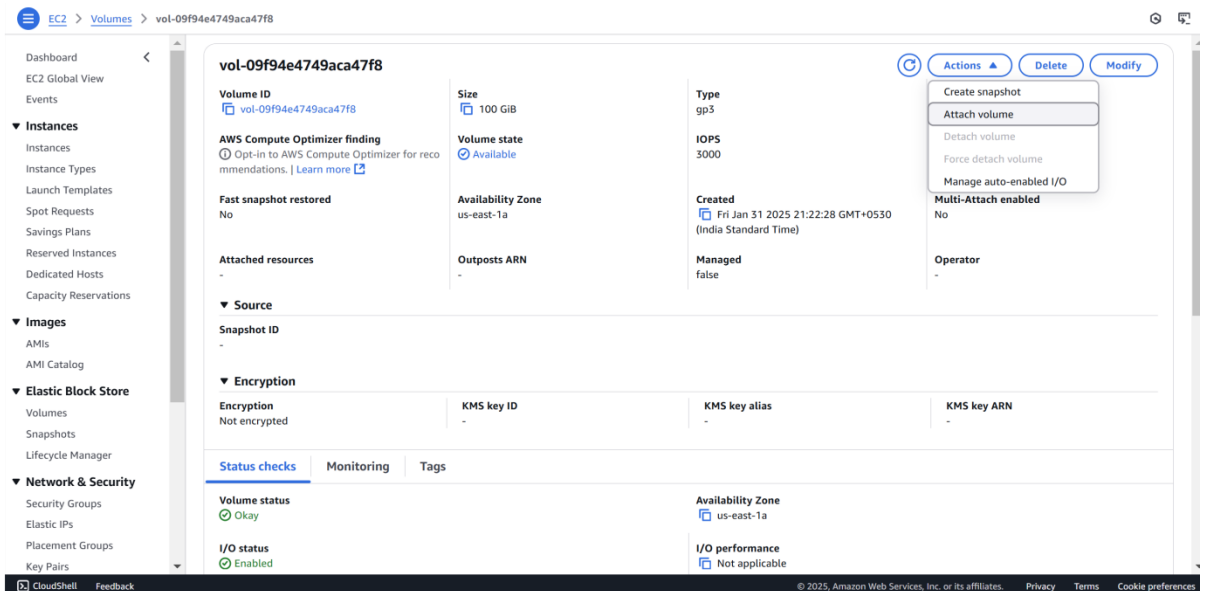 EC2 > Volumes > vol-09f94e4749aca47f8
Dashboard
EC2 Global View
Events
Instances
Instances
Instance Types
Launch Templates
Spot Requests
Savings Plans
Reserved Instances
Dedicated Hosts
Capacity Reservations
Images
AMIs
AMI Catalog
Elastic Block Store
Volumes
Snapshots
Lifecycle Manager
Network & Security
Security Groups
Elastic IPs
Placement Groups
Key Pairs
vol-09f94e4749aca47f8
Actions
Delete
Modify
Create snapshot
Attach volume
Detach volume
Force detach volume
Manage auto-enabled I/O
Volume ID
vol-09f94e4749aca47f8
Size
100 GiB
Type
gp3
AWS Compute Optimizer finding
Opt-in to AWS Compute Optimizer for reco
mmendations. | Learn more
Volume state
Available
IOPS
3000
Fast snapshot restored
No
Availability Zone
us-east-1a
Created
Fri Jan 31 2025 21:22:28 GMT+0530
(India Standard Time)
Multi-Attach enabled
No
Attached resources
-
Outposts ARN
-
Managed
false
Operator
-
Source
Snapshot ID
-
Encryption
Encryption
Not encrypted
KMS key ID
-
KMS key alias
-
KMS key ARN
-
Status checks
Monitoring
Tags
Volume status
Okay
Availability Zone
us-east-1a
I/O status
Enabled
I/O performance
Not applicable
CloudShell
Feedback
© 2025, Amazon Web Services, Inc. or its affiliates.
Privacy
Terms
Cookie preferences